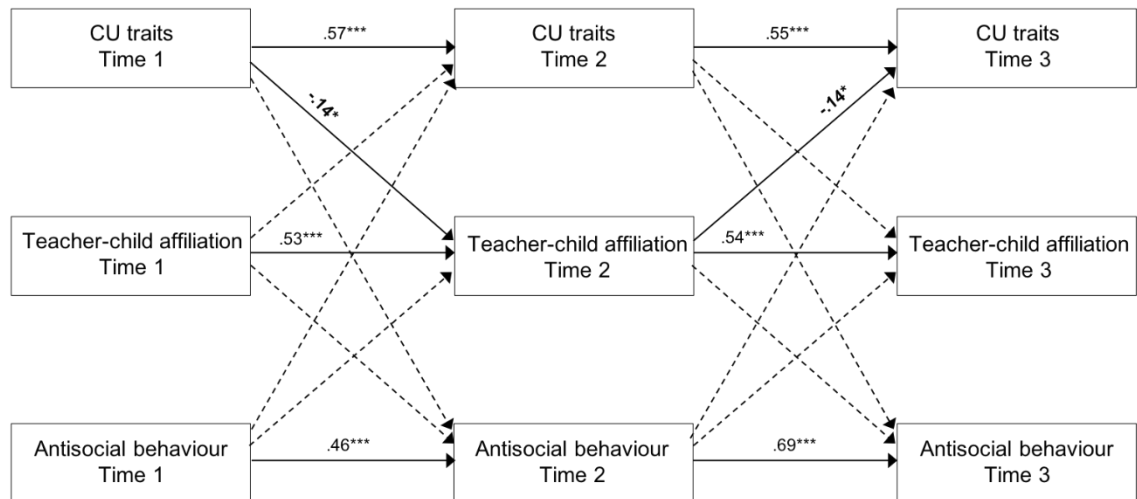 CU traits
Time 1
.57***
CU traits
Time 2
.55***
CU traits
Time 3
-.14*
-.14*
Teacher-child affiliation
Time 1
.53***
Teacher-child affiliation
Time 2
.54***
Teacher-child affiliation
Time 3
Antisocial behaviour
Time 1
.46***
Antisocial behaviour
Time 2
.69***
Antisocial behaviour
Time 3